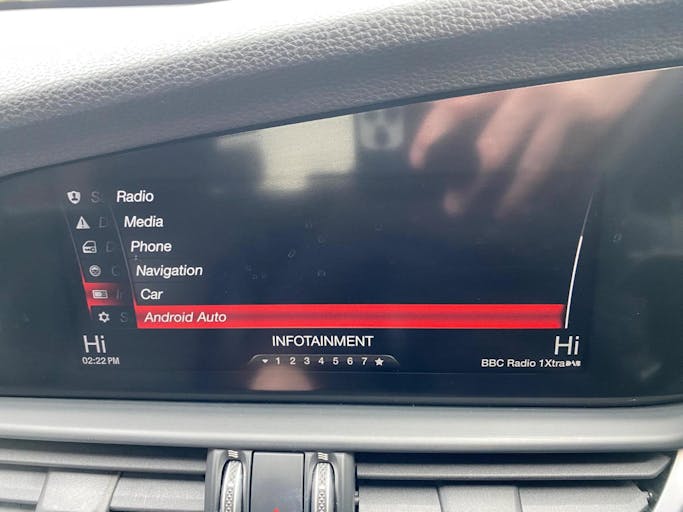 Radio
Media
Phone
Navigation
Car
Android Auto
Hi
INFOTAINMENT
Hi
02:22 PM
1 2 3 4 5 6 7
BBC Radio 1Xtra DAB